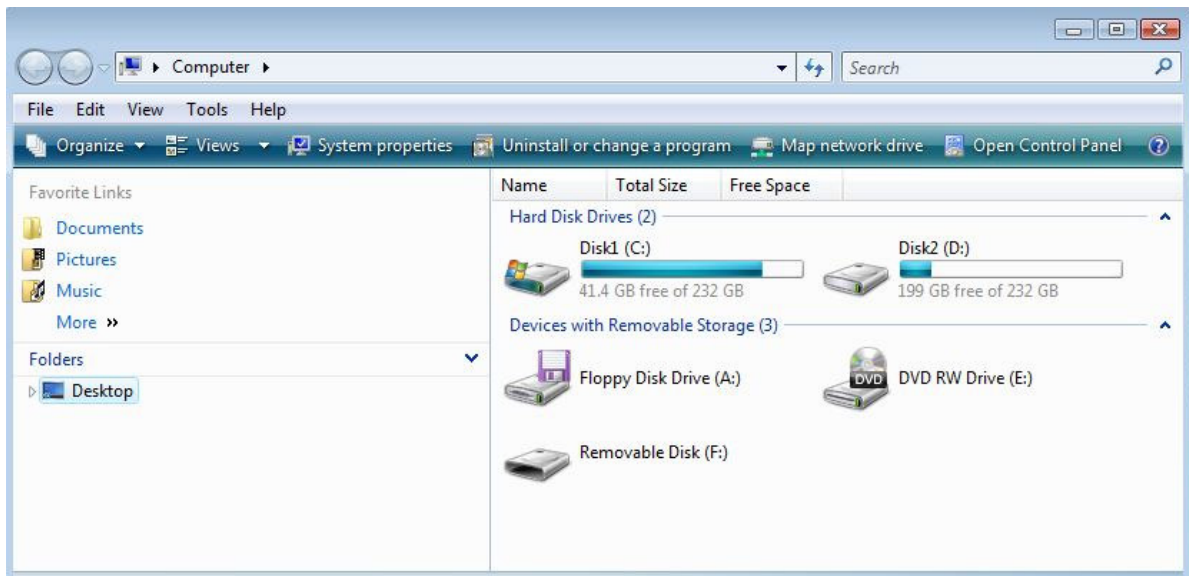 Computer
Search
File Edit View Tools Help
Organize Views System properties Uninstall or change a program Map network drive Open Control Panel
Favorite Links
Documents
Pictures
Music
More »
Folders
Desktop
Name Total Size Free Space
Hard Disk Drives (2)
Disk1 (C:)
41.4 GB free of 232 GB
Disk2 (D:)
199 GB free of 232 GB
Devices with Removable Storage (3)
Floppy Disk Drive (A:)
DVD
DVD RW Drive (E:)
Removable Disk (F:)